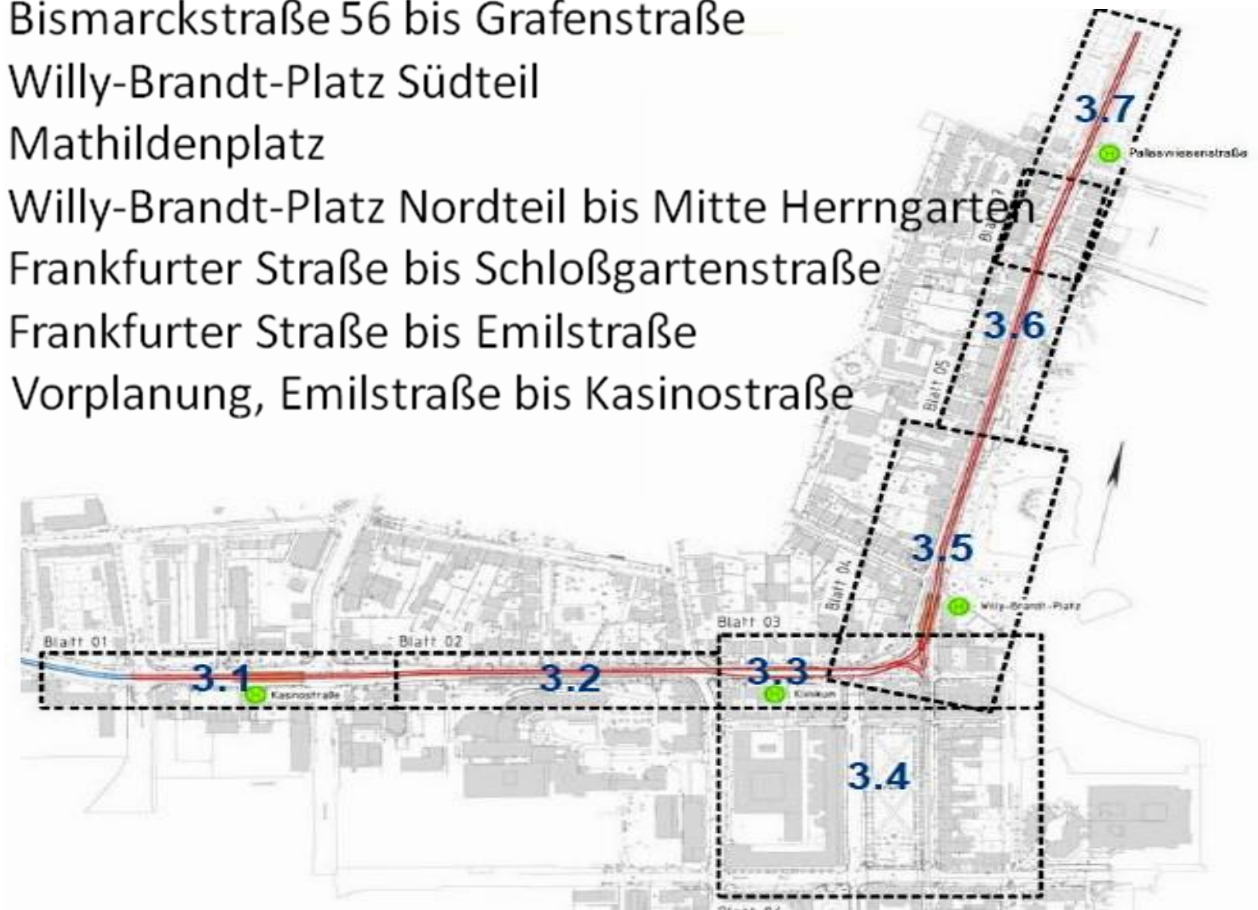 Bismarckstraße 56 bis Grafenstraße
Willy-Brandt-Platz Südteil
Mathildenplatz
Willy-Brandt-Platz Nordteil bis Mitte Herrngarten
Frankfurter Straße bis Schloßgartenstraße
Frankfurter Straße bis Emilstraße
Vorplanung, Emilstraße bis Kasinostraße
3.7
Pallaswiesenstraße
3.6
Blatt 05
3.5
Blatt 04
Willy-Brandt-Platz
Blatt 03
Blatt 01
Blatt 02
3.1
3.2
3.3
Kasinostraße
Klinikum
3.4